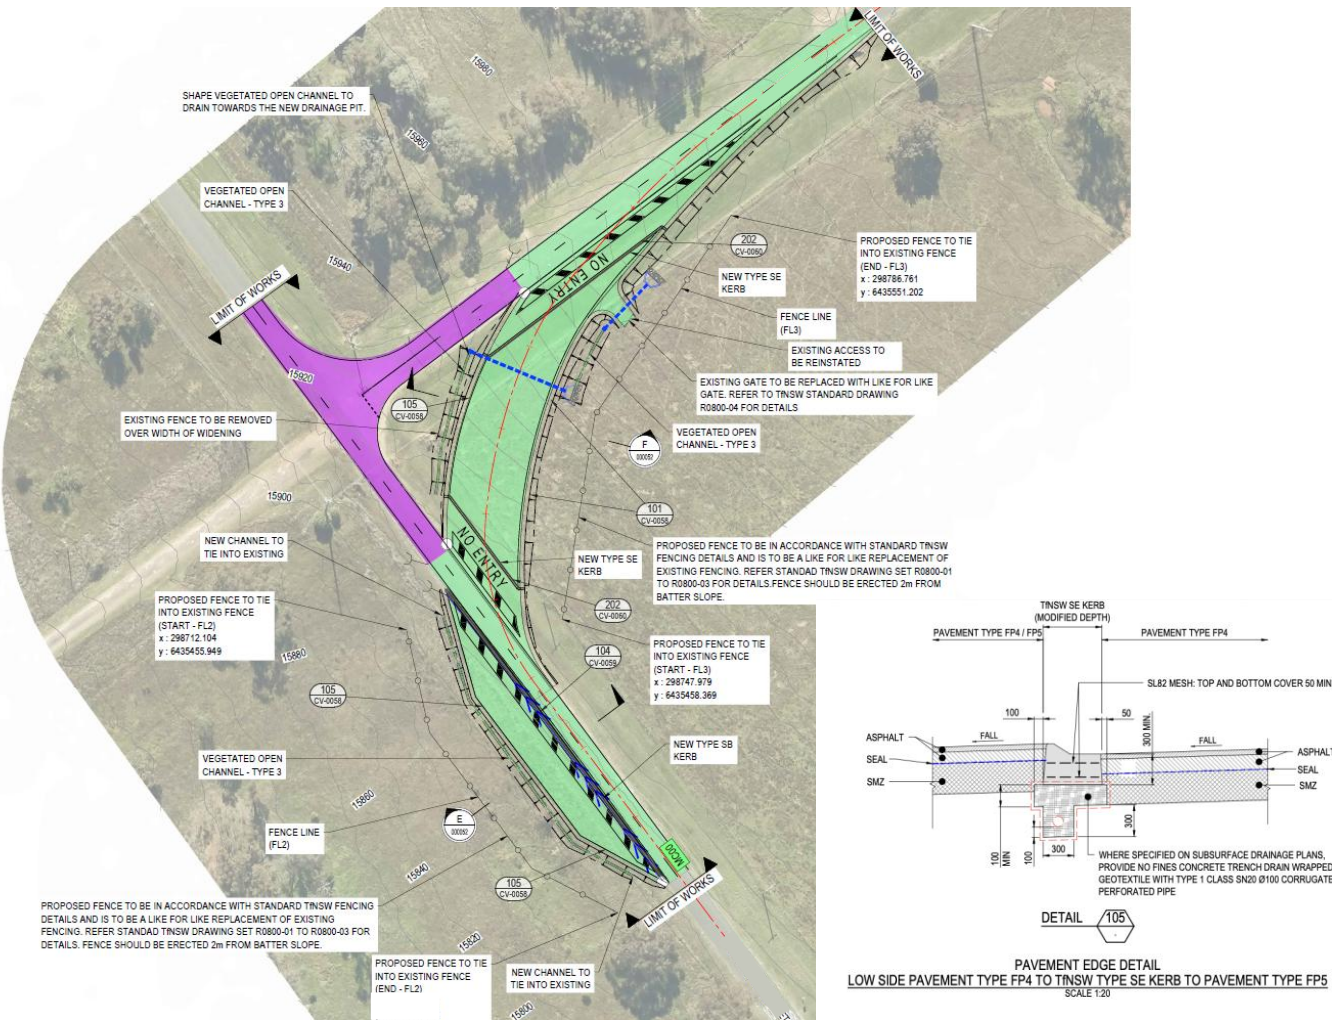 LIMIT OF WORKS
15980
SHAPE VEGETATED OPEN CHANNEL TO
DRAIN TOWARDS THE NEW DRAINAGE PIT.
15960
VEGETATED OPEN
CHANNEL - TYPE 3
15940
202
CV-0060
PROPOSED FENCE TO TIE
INTO EXISTING FENCE
(END - FL3)
x : 298786.761
y : 6435551.202
NO ENTRY
NEW TYPE SE
KERB
LIMIT OF WORKS
FENCE LINE
(FL3)
EXISTING ACCESS TO
BE REINSTATED
15920
EXISTING GATE TO BE REPLACED WITH LIKE FOR LIKE
GATE. REFER TO TfNSW STANDARD DRAWING
R0800-04 FOR DETAILS
105
CV-0058
EXISTING FENCE TO BE REMOVED
OVER WIDTH OF WIDENING
VEGETATED OPEN
CHANNEL - TYPE 3
F
000052
15900
101
CV-0058
NEW CHANNEL TO
TIE INTO EXISTING
NO ENTRY
NEW TYPE SE
KERB
PROPOSED FENCE TO BE IN ACCORDANCE WITH STANDARD TfNSW
FENCING DETAILS AND IS TO BE A LIKE FOR LIKE REPLACEMENT OF
EXISTING FENCING. REFER STANDAD TfNSW DRAWING SET R0800-01
TO R0800-03 FOR DETAILS.FENCE SHOULD BE ERECTED 2m FROM
BATTER SLOPE.
PROPOSED FENCE TO TIE
INTO EXISTING FENCE
(START - FL2)
x : 298712.104
y : 6435455.949
202
CV-0060
15880
104
CV-0059
PROPOSED FENCE TO TIE
INTO EXISTING FENCE
(START - FL3)
x : 298747.979
y : 6435458.369
105
CV-0058
NEW TYPE SB
KERB
VEGETATED OPEN
CHANNEL - TYPE 3
15860
FENCE LINE
(FL2)
E
000052
MC00
15840
105
CV-0058
LIMIT OF WORKS
PROPOSED FENCE TO BE IN ACCORDANCE WITH STANDARD TfNSW FENCING
DETAILS AND IS TO BE A LIKE FOR LIKE REPLACEMENT OF EXISTING
FENCING. REFER STANDAD TfNSW DRAWING SET R0800-01 TO R0800-03 FOR
DETAILS. FENCE SHOULD BE ERECTED 2m FROM BATTER SLOPE.
15820
PROPOSED FENCE TO TIE
INTO EXISTING FENCE
(END - FL2)
NEW CHANNEL TO
TIE INTO EXISTING
15800
TfNSW SE KERB
(MODIFIED DEPTH)
PAVEMENT TYPE FP4 / FP5
PAVEMENT TYPE FP4
SL82 MESH: TOP AND BOTTOM COVER 50 MIN
100
50
300 MIN.
ASPHALT
FALL
FALL
ASPHALT
SEAL
SEAL
SMZ
SMZ
100
MIN
100
300
300
WHERE SPECIFIED ON SUBSURFACE DRAINAGE PLANS,
PROVIDE NO FINES CONCRETE TRENCH DRAIN WRAPPED
GEOTEXTILE WITH TYPE 1 CLASS SN20 Ø100 CORRUGATE
PERFORATED PIPE
DETAIL 105
PAVEMENT EDGE DETAIL
LOW SIDE PAVEMENT TYPE FP4 TO TfNSW TYPE SE KERB TO PAVEMENT TYPE FP5
SCALE 1:20